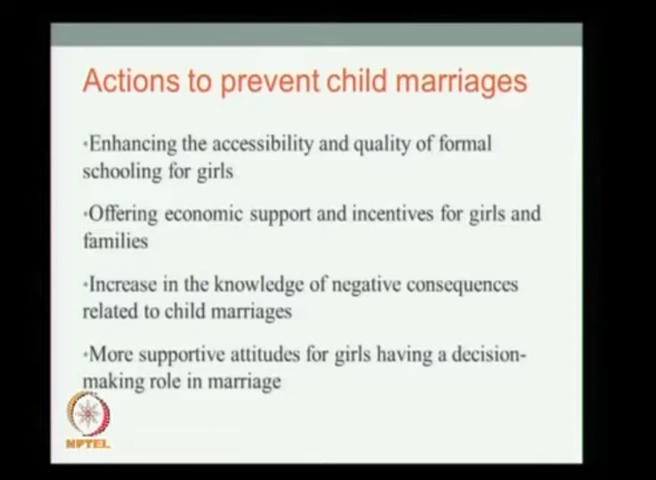 Actions to prevent child marriages
•Enhancing the accessibility and quality of formal
schooling for girls
•Offering economic support and incentives for girls and
families
•Increase in the knowledge of negative consequences
related to child marriages
•More supportive attitudes for girls having a decision-
making role in marriage
NPTEL